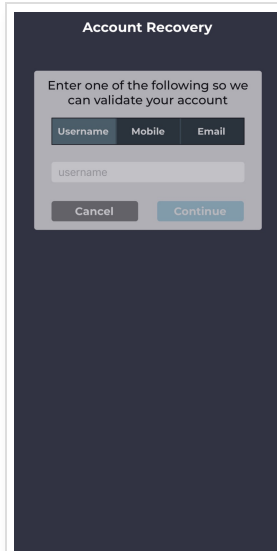 Account Recovery
Enter one of the following so we
can validate your account
Username Mobile Email
username
Cancel Continue